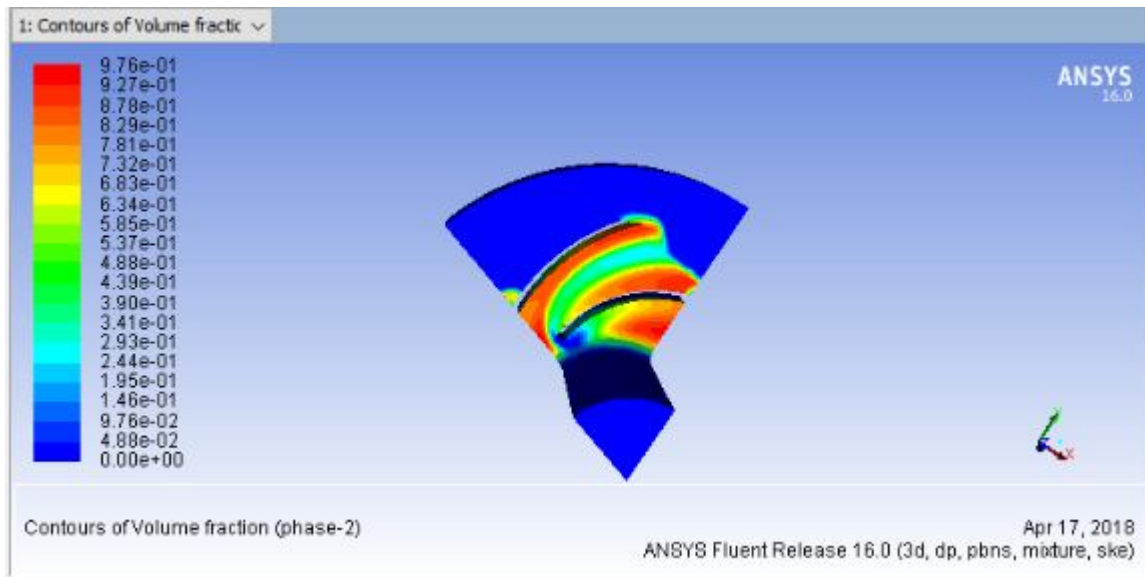 1: Contours of Volume fractic
9.76e-01
9.27e-01
8.78e-01
8.29e-01
7.81e-01
7.32e-01
6.83e-01
6.34e-01
5.85e-01
5.37e-01
4.88e-01
4.39e-01
3.90e-01
3.41e-01
2.93e-01
2.44e-01
1.95e-01
1.46e-01
9.76e-02
4.88e-02
0.00e+00
ANSYS
16.0
X
Contours of Volume fraction (phase-2)
Apr 17, 2018
ANSYS Fluent Release 16.0 (3d, dp, pbns, mixture, ske)